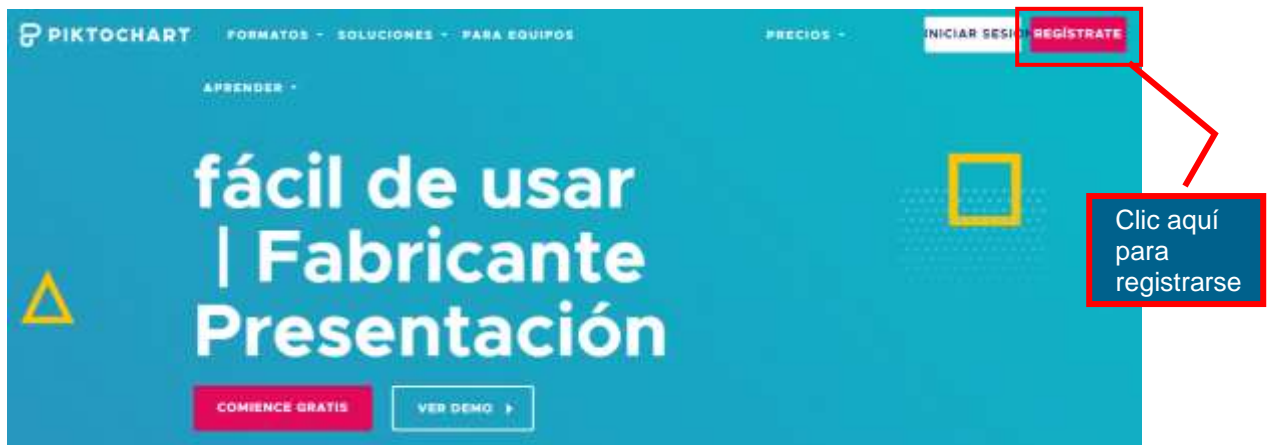 PIKTOCHART FORMATOS - SOLUCIONES - PARA EQUIPOS PRECIOS - INICIAR SESIÓN REGÍSTRATE
APRENDER -
fácil de usar
| Fabricante
Presentación
Clic aquí
para
registrarse
COMIENCE GRATIS VER DEMO